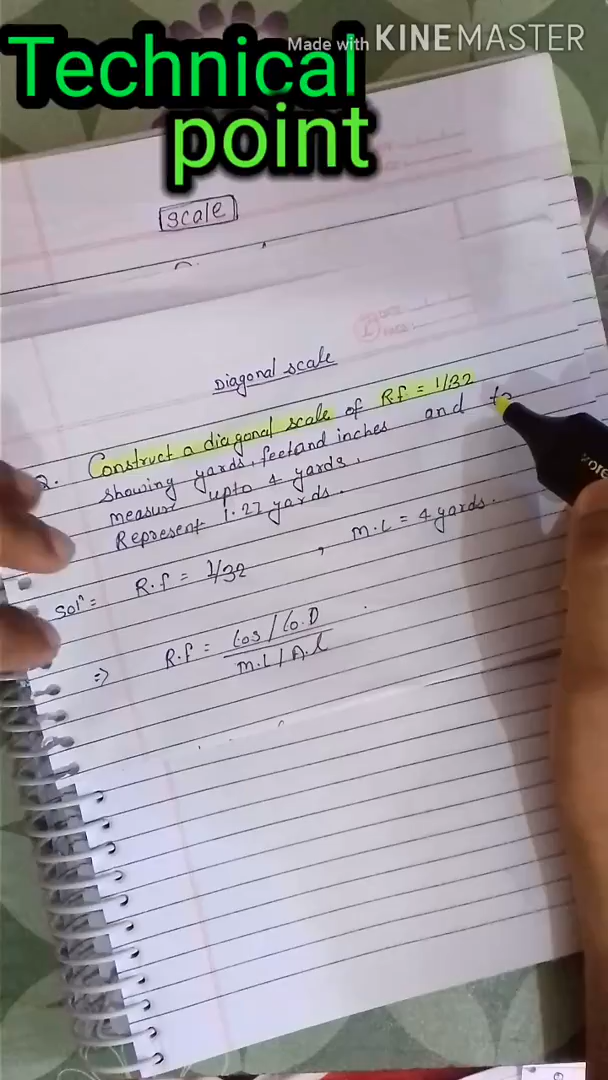 Made with KINEMASTER
Technical
point
scale
Diagonal scale
Q. Construct a diagonal scale of Rf = 1/32
showing yards, feet and inches and to
measure upto 4 yards.
Represent 1.27 yards.
Solⁿ = R.f = 1/32 , M.L = 4 yards.
⇒ R.f = Los / Lo.D
M.L / A.L